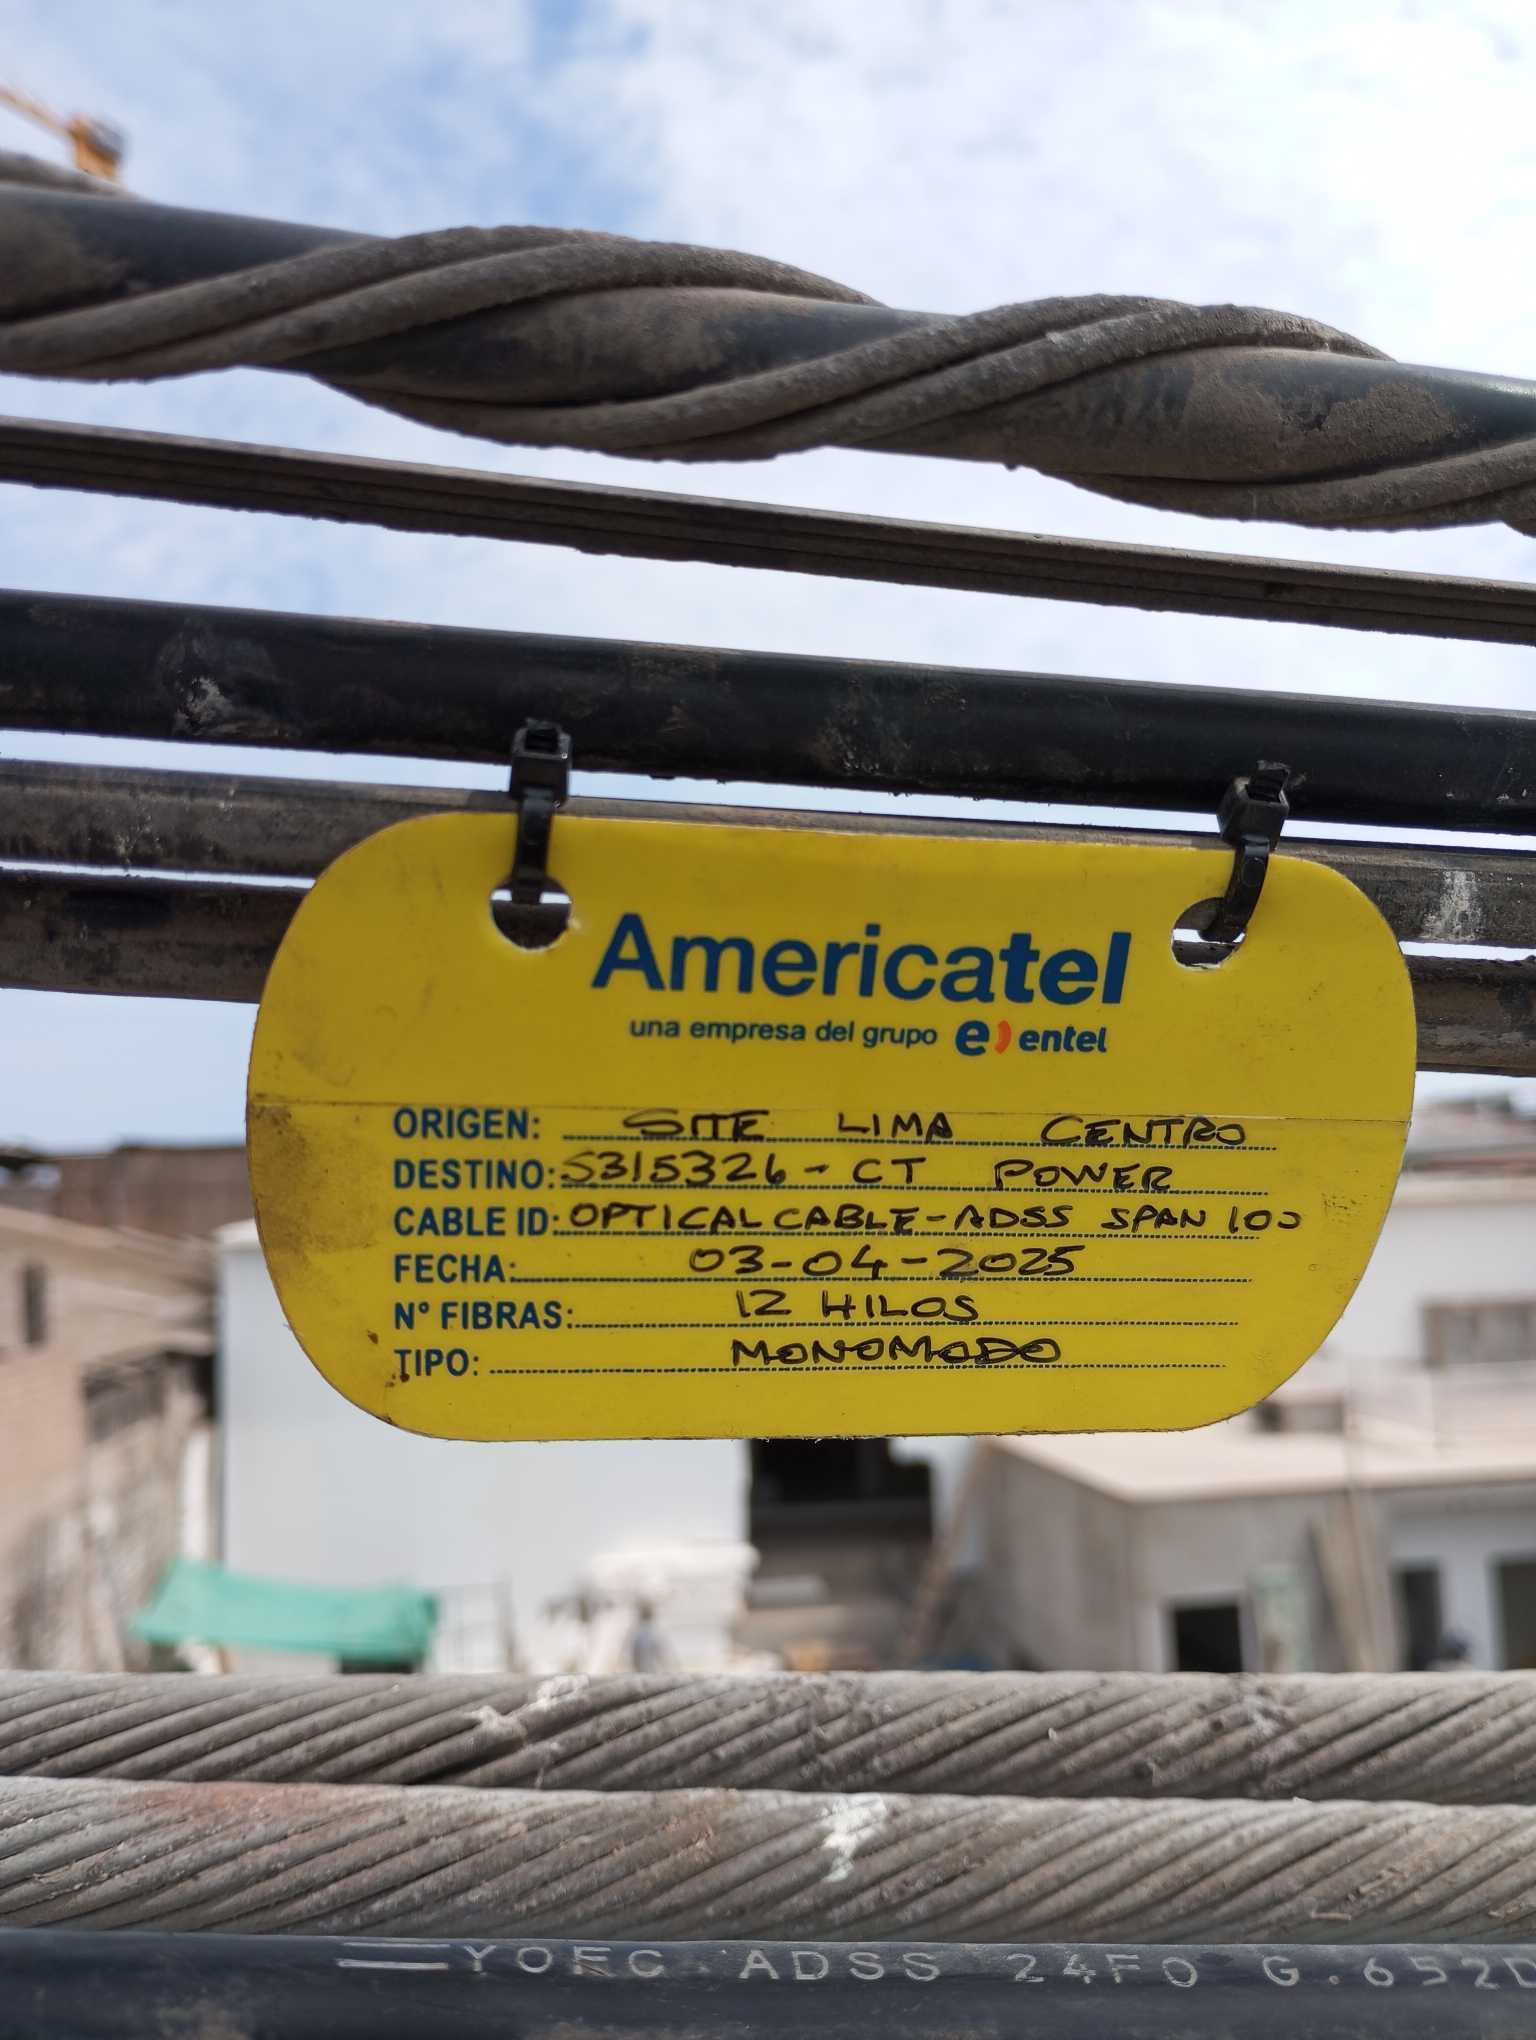 Americatel
una empresa del grupo e) entel
ORIGEN: SITE LIMA CENTRO
DESTINO: S315326 - CT POWER
CABLE ID: OPTICAL CABLE - ADSS SPAN 100
FECHA: 03-04-2025
N° FIBRAS: 12 HILOS
TIPO: MONOMODO
YOFC ADSS 24FO G.652D